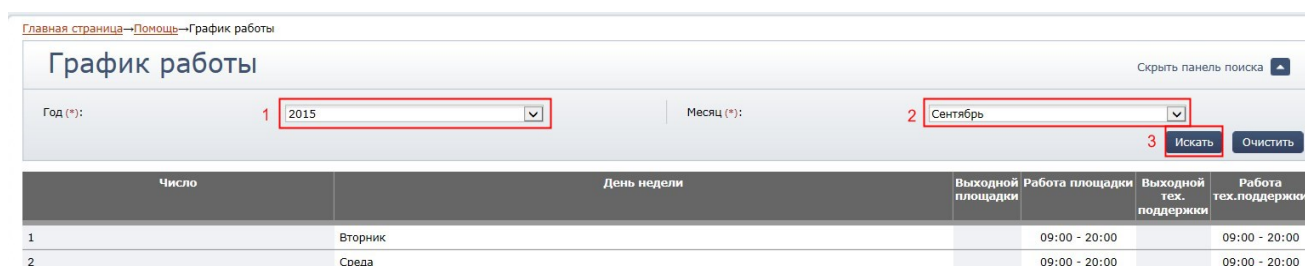 Главная страница→Помощь→График работы
График работы
Скрыть панель поиска
Год (*):
1
2015
Месяц (*):
2
Сентябрь
3
Искать
Очистить
Число
День недели
Выходной площадки
Работа площадки
Выходной тех. поддержки
Работа тех.поддержки
1
Вторник
09:00 - 20:00
09:00 - 20:00
2
Среда
09:00 - 20:00
09:00 - 20:00